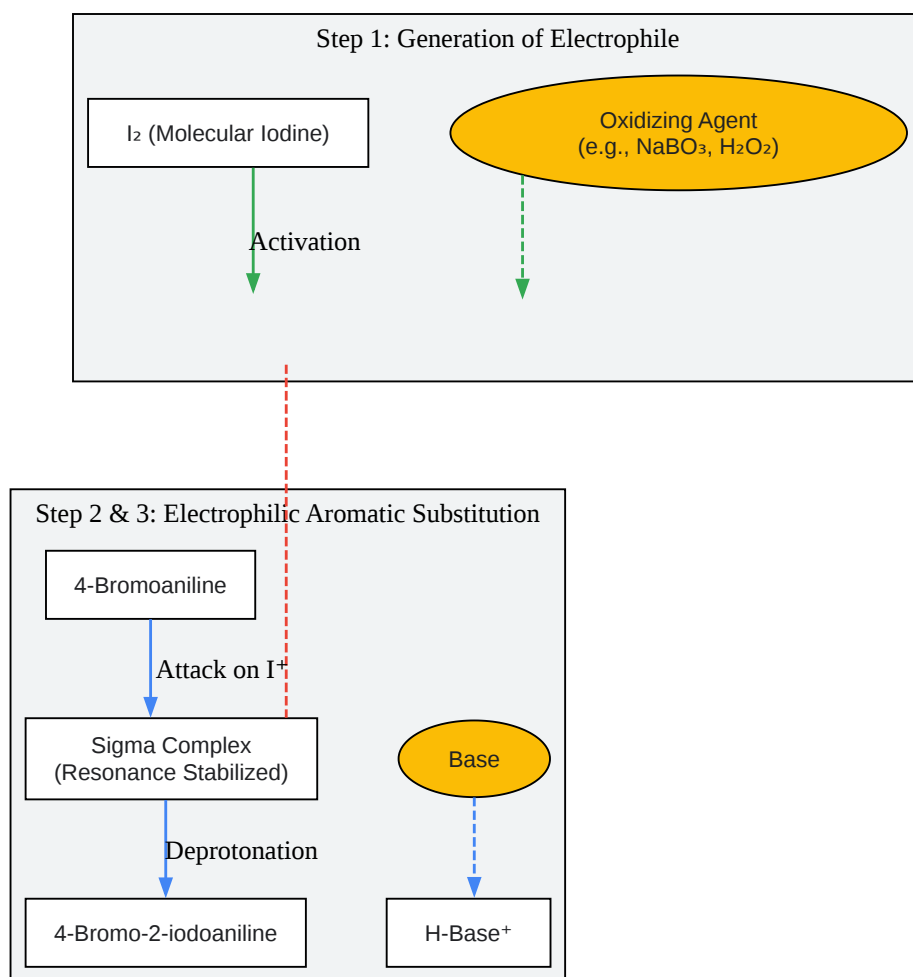 Step 1: Generation of Electrophile
I₂ (Molecular Iodine)
Oxidizing Agent
(e.g., NaBO₃, H₂O₂)
Activation
Step 2 & 3: Electrophilic Aromatic Substitution
4-Bromoaniline
Attack on I⁺
Sigma Complex
(Resonance Stabilized)
Base
Deprotonation
4-Bromo-2-iodoaniline
H-Base⁺